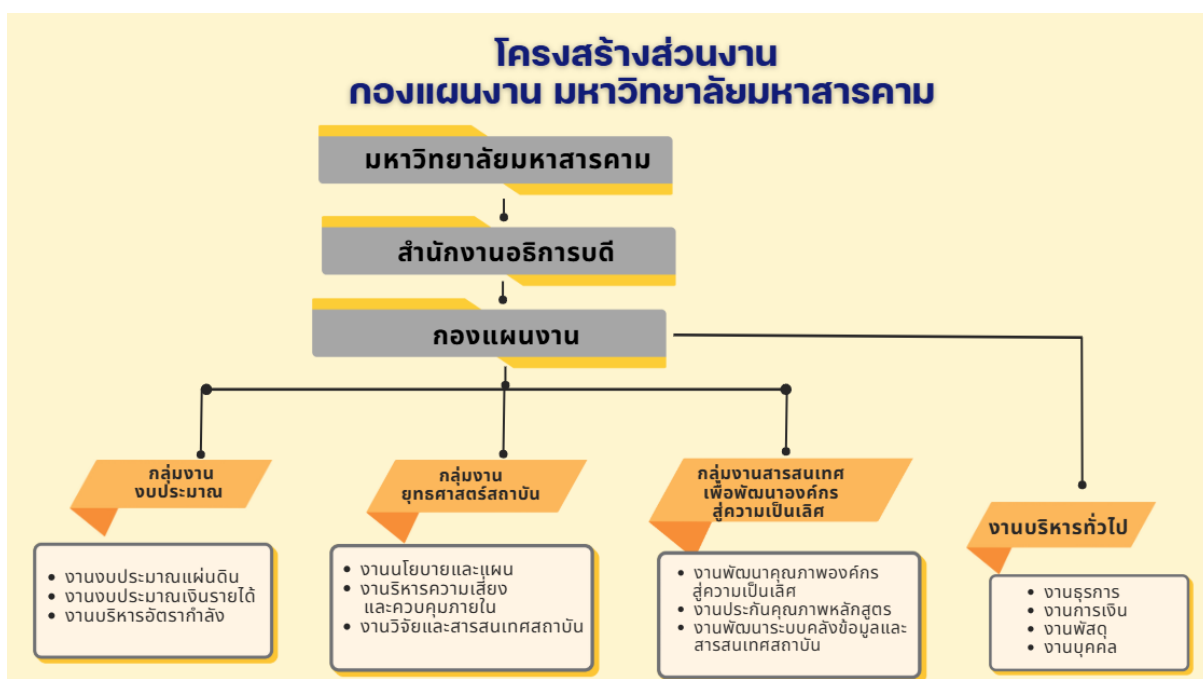 โครงสร้างส่วนงาน
กองแผนงาน มหาวิทยาลัยมหาสารคาม
มหาวิทยาลัยมหาสารคาม
สำนักงานอธิการบดี
กองแผนงาน
กลุ่มงาน
งบประมาณ
• งานงบประมาณแผ่นดิน
• งานงบประมาณเงินรายได้
• งานบริหารอัตรากำลัง
กลุ่มงาน
ยุทธศาสตร์สถาบัน
• งานนโยบายและแผน
• งานริหารความเสี่ยง
และควบคุมภายใน
• งานวิจัยและสารสนเทศสถาบัน
กลุ่มงานสารสนเทศ
เพื่อพัฒนาองค์กร
สู่ความเป็นเลิศ
• งานพัฒนาคุณภาพองค์กร
สู่ความเป็นเลิศ
• งานประกันคุณภาพหลักสูตร
• งานพัฒนาระบบคลังข้อมูลและ
สารสนเทศสถาบัน
งานบริหารทั่วไป
• งานธุรการ
• งานการเงิน
• งานพัสดุ
• งานบุคคล